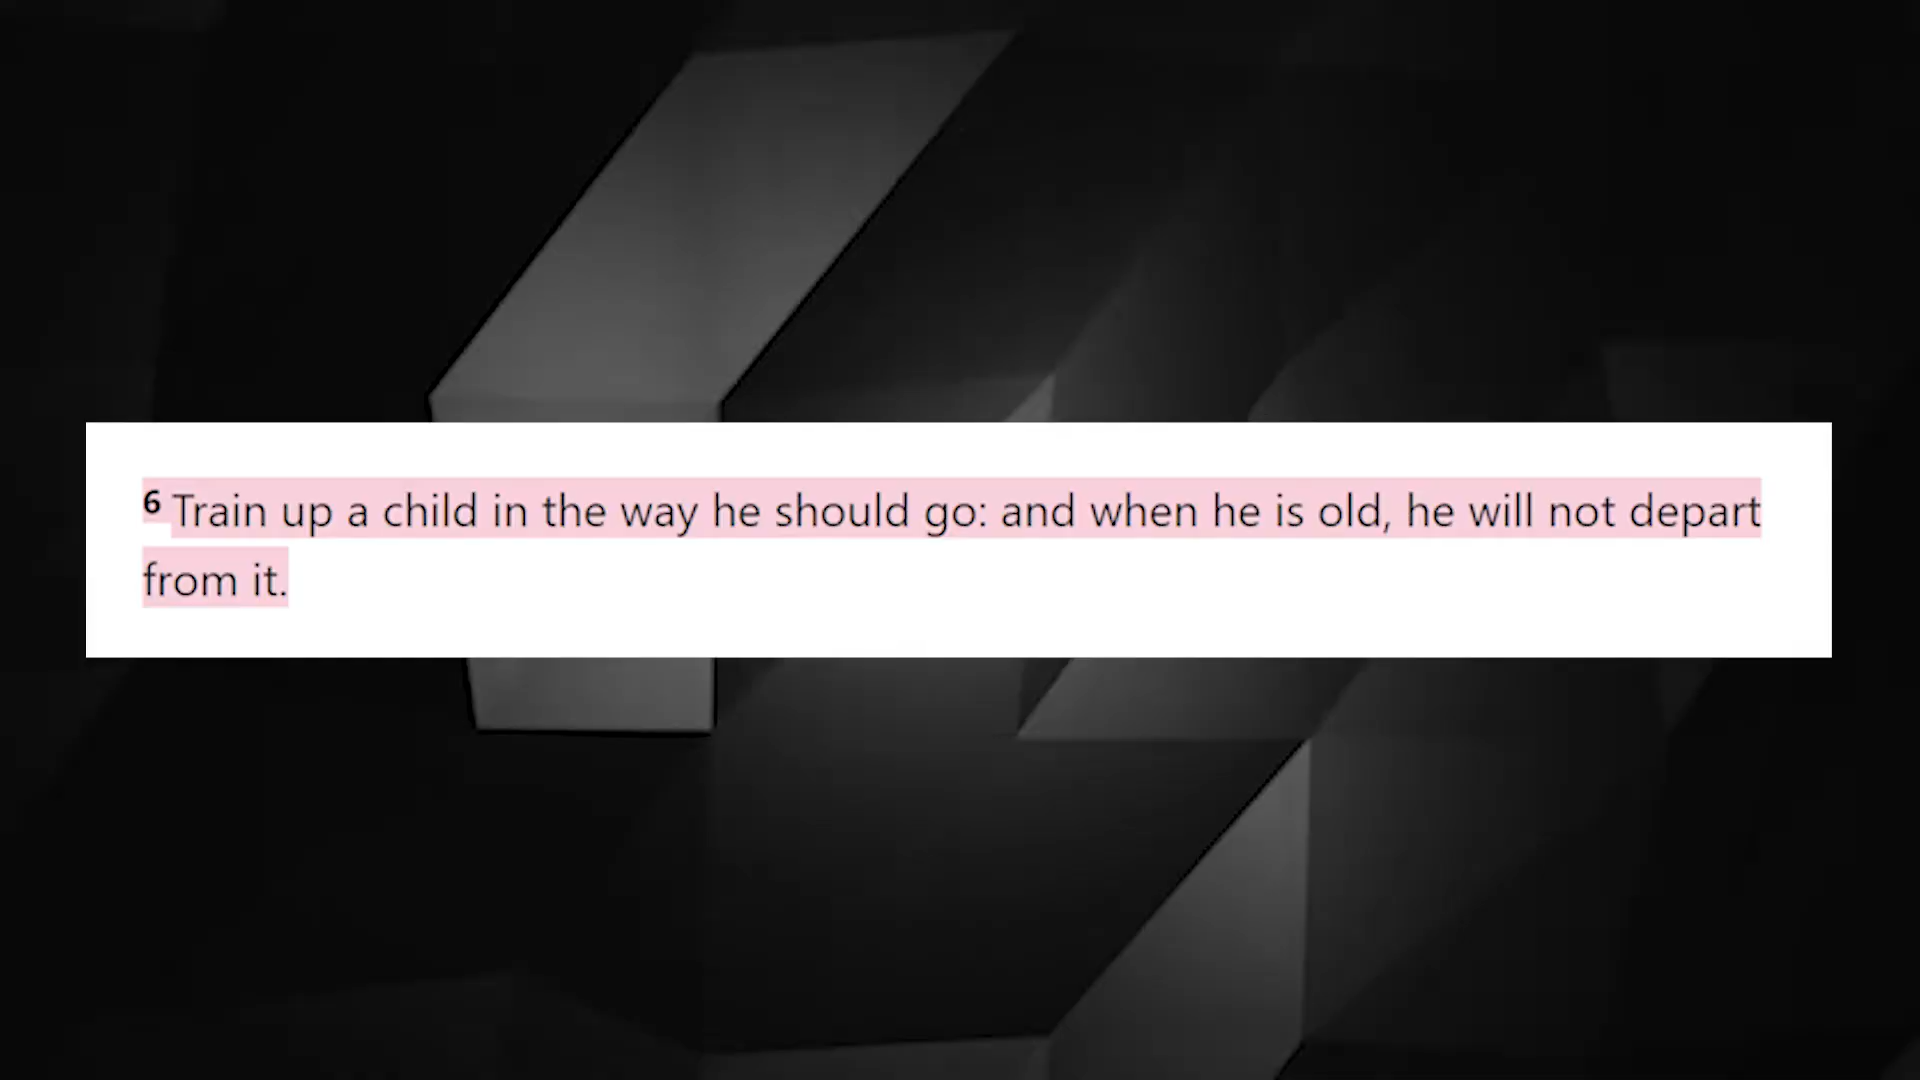 6 Train up a child in the way he should go: and when he is old, he will not depart
from it.